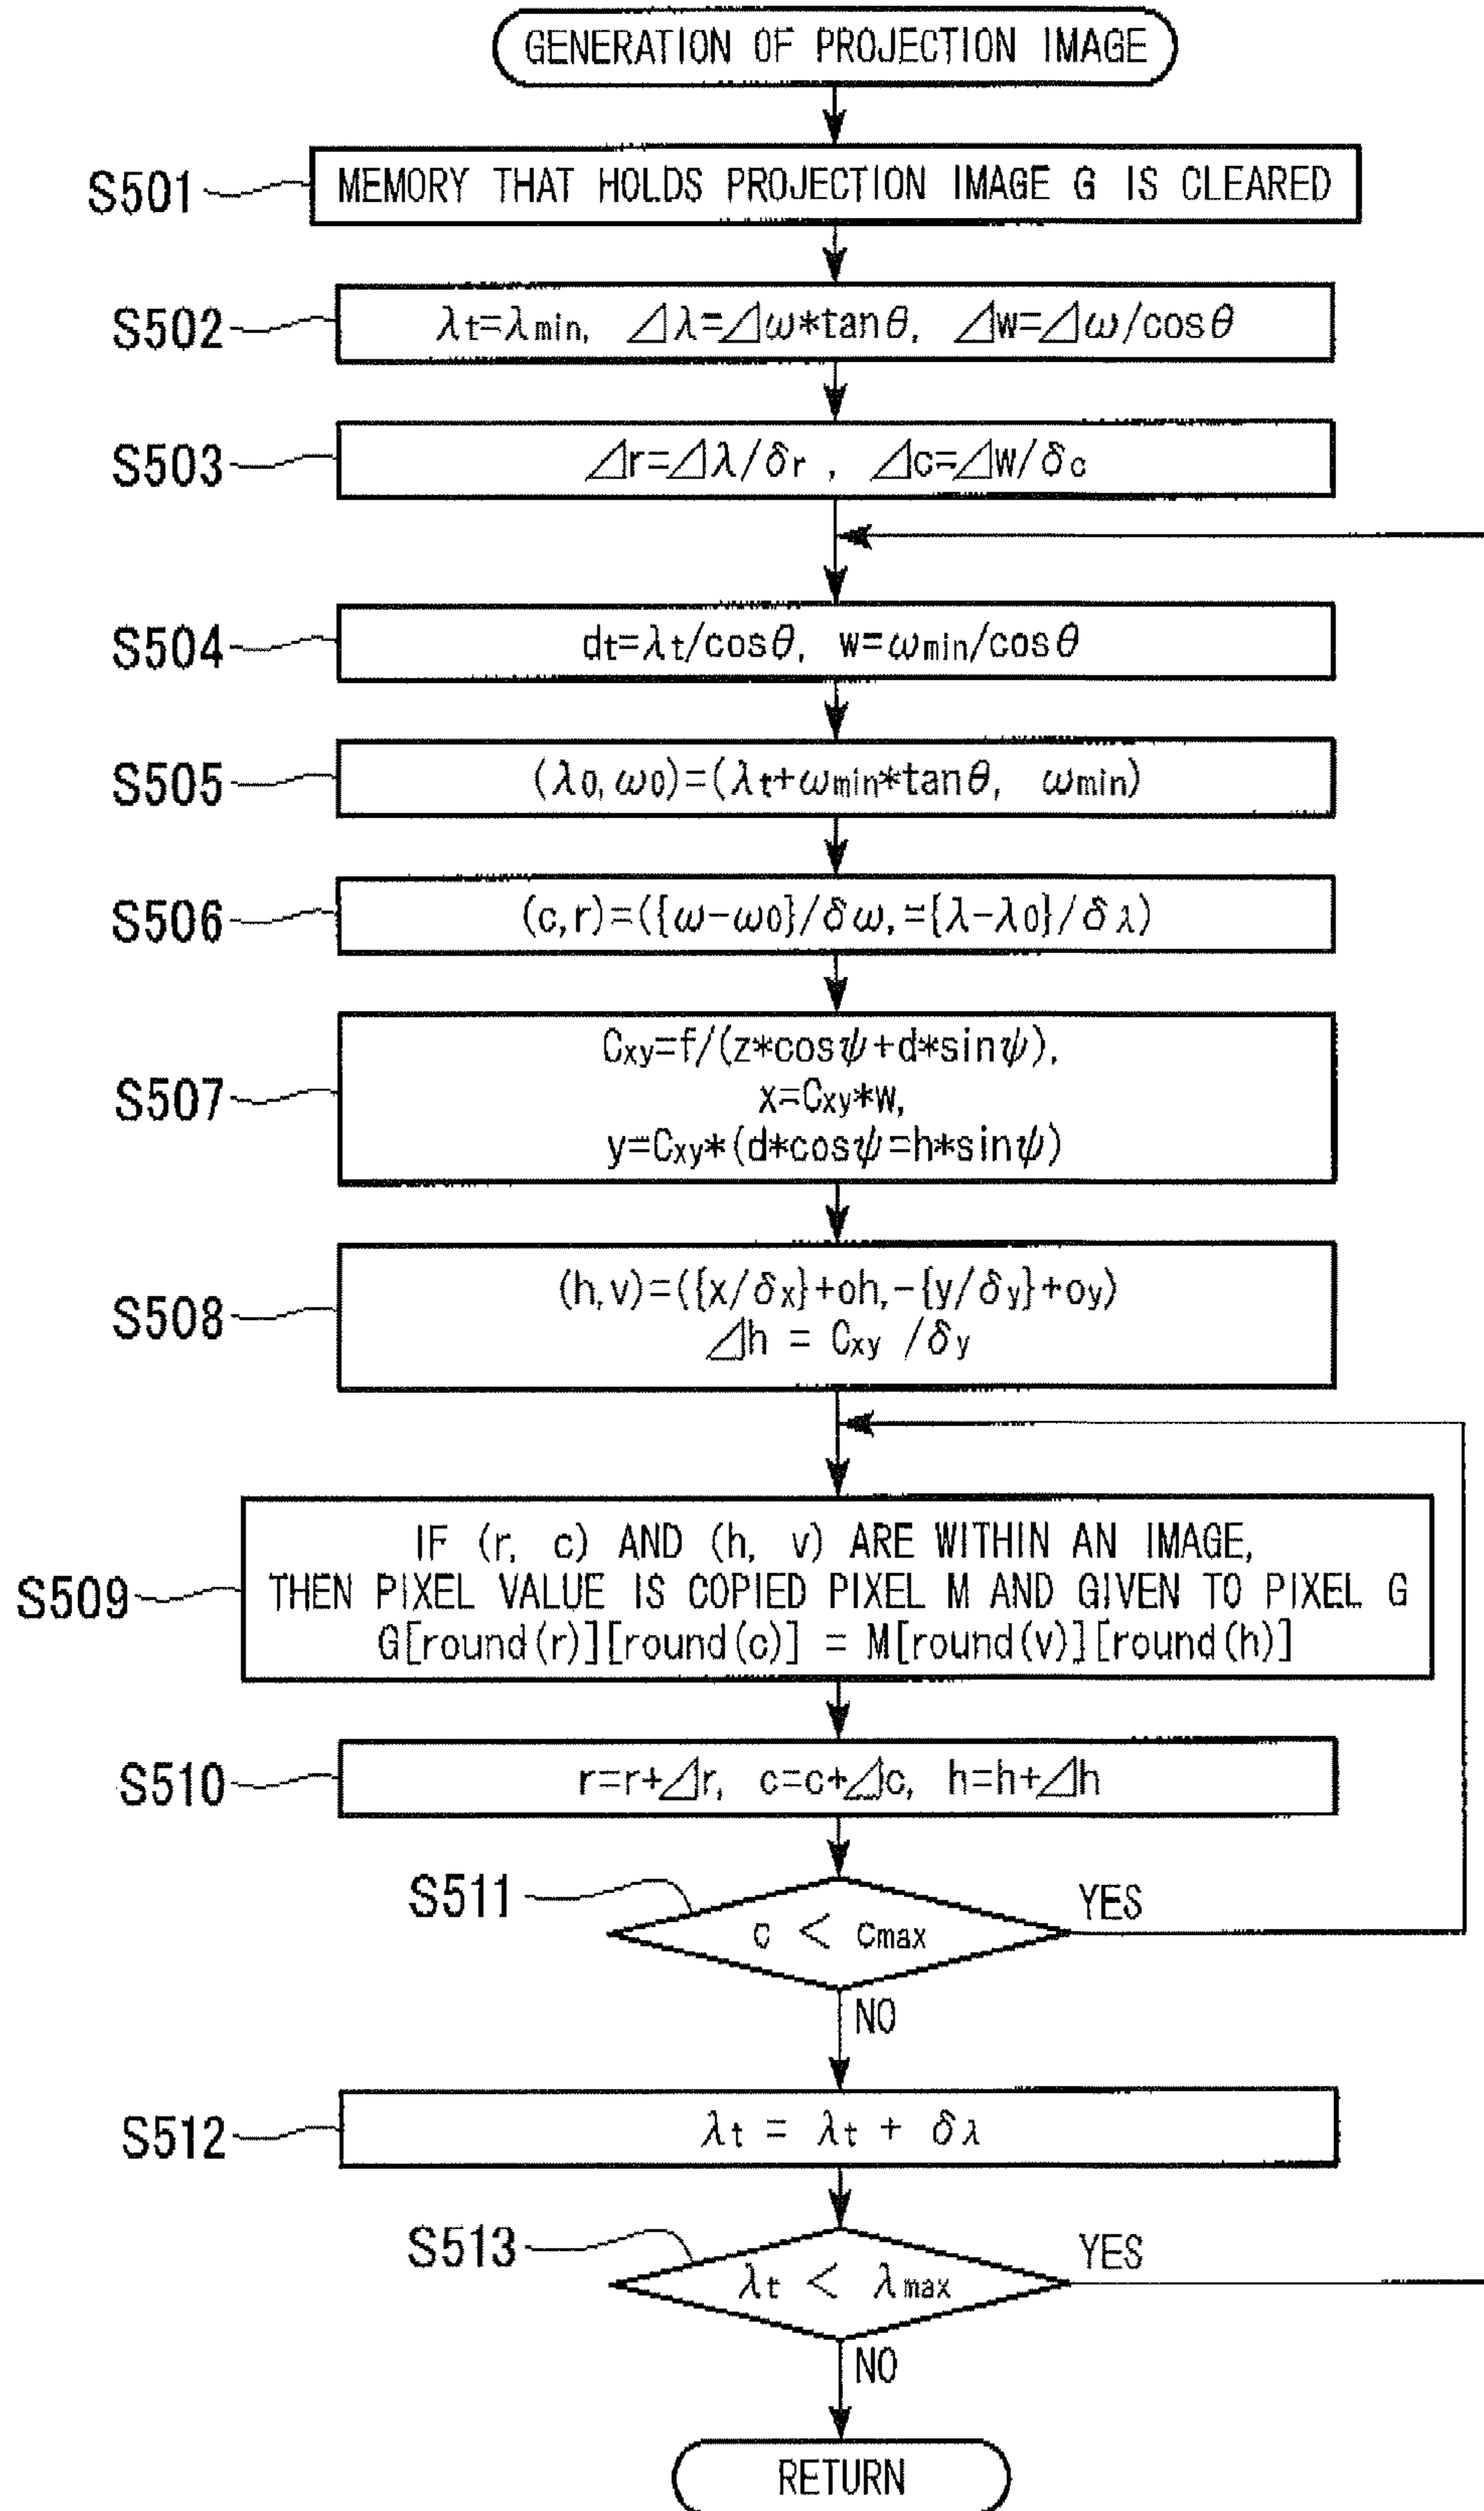 GENERATION OF PROJECTION IMAGE
S501
MEMORY THAT HOLDS PROJECTION IMAGE G IS CLEARED
S502
λt=λmin, ⊿λ=⊿ω*tanθ, ⊿w=⊿ω/cosθ
S503
⊿r=⊿λ/δr , ⊿c=⊿w/δc
S504
dt=λt/cosθ, w=ωmin/cosθ
S505
(λ0,ω0)=(λt+ωmin*tanθ, ωmin)
S506
(c,r)=({ω-ω0}/δω,={λ-λ0}/δλ)
S507
Cxy=f/(z*cosψ+d*sinψ),
x=Cxy*w,
y=Cxy*(d*cosψ=h*sinψ)
S508
(h,v)=({x/δx}+oh,-{y/δy}+oy)
⊿h = Cxy /δy
S509
IF (r, c) AND (h, v) ARE WITHIN AN IMAGE,
THEN PIXEL VALUE IS COPIED PIXEL M AND GIVEN TO PIXEL G
G[round(r)][round(c)] = M[round(v)][round(h)]
S510
r=r+⊿r, c=c+⊿c, h=h+⊿h
S511
c < cmax
YES
NO
S512
λt = λt + δλ
S513
λt < λmax
YES
NO
RETURN